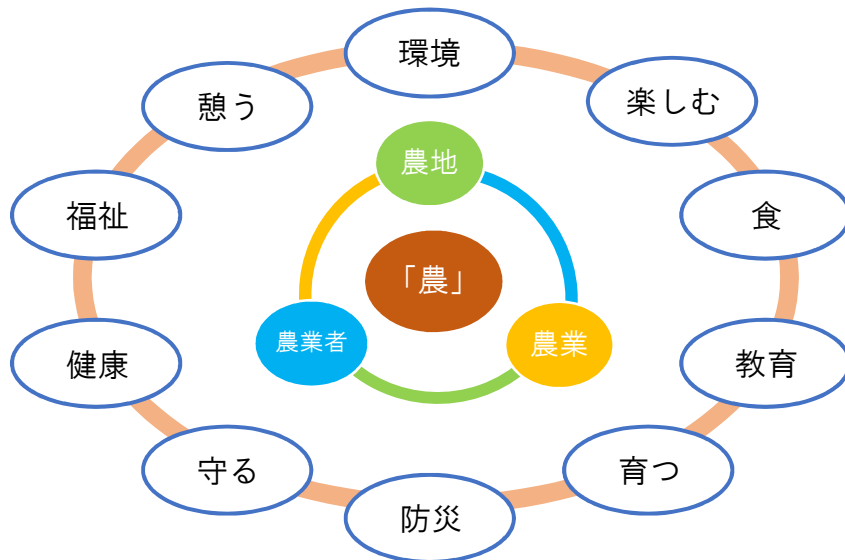 環境
楽しむ
食
教育
育つ
防災
守る
健康
福祉
憩う
農地
「農」
農業者
農業